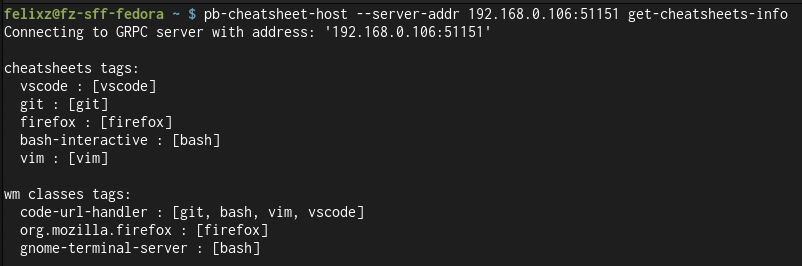 felixz@fz-sff-fedora ~ $ pb-cheatsheet-host --server-addr 192.168.0.106:51151 get-cheatsheets-info
Connecting to GRPC server with address: '192.168.0.106:51151'

cheatsheets tags:
  vscode : [vscode]
  git : [git]
  firefox : [firefox]
  bash-interactive : [bash]
  vim : [vim]

wm classes tags:
  code-url-handler : [git, bash, vim, vscode]
  org.mozilla.firefox : [firefox]
  gnome-terminal-server : [bash]